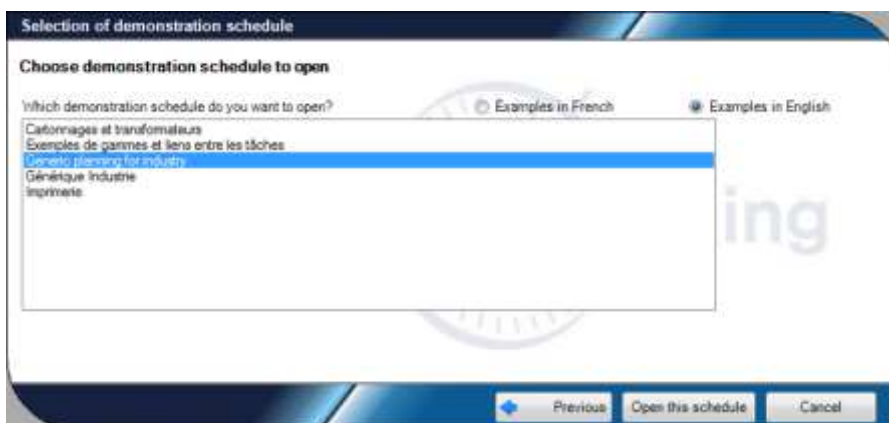 Selection of demonstration schedule
Choose demonstration schedule to open
Which demonstration schedule do you want to open?
Examples in French
Examples in English
Cartonnages et transformateurs
Exemples de gammes et liens entre les tâches
Generic planning for industry
Générique Industrie
Imprimerie
ing
Previous
Open this schedule
Cancel